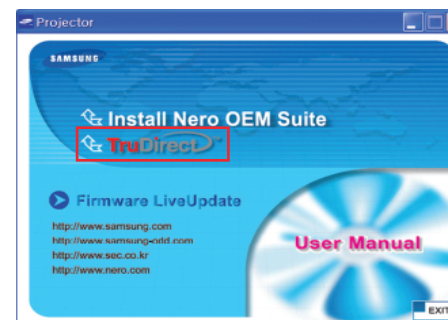 Projector
SAMSUNG
Install Nero OEM Suite
TruDirect
Firmware LiveUpdate
http://www.samsung.com
http://www.samsung-odd.com
http://www.sec.co.kr
http://www.nero.com
User Manual
EXIT